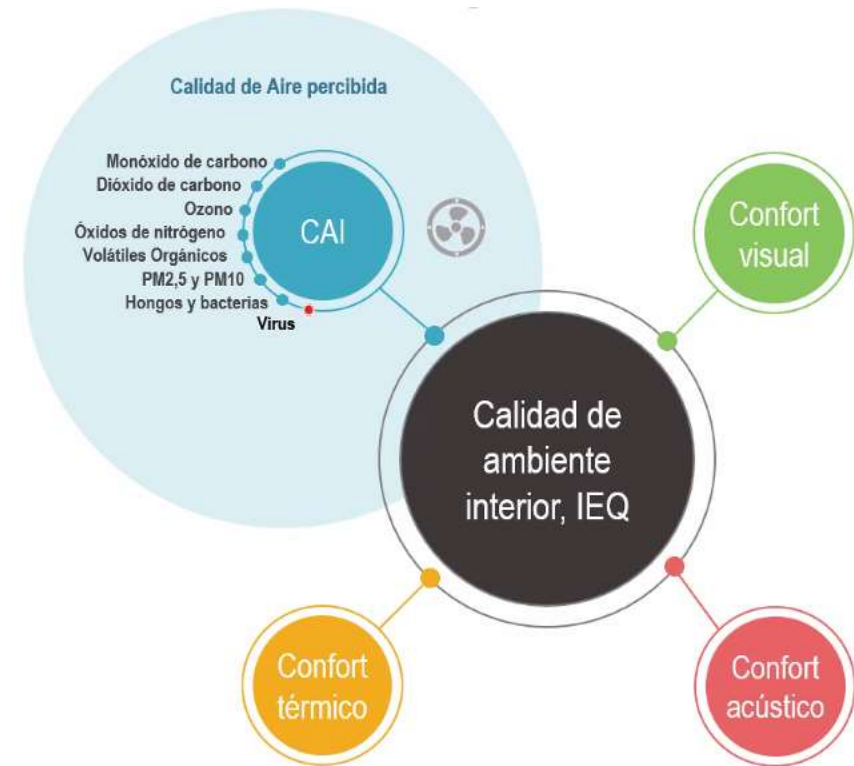 Calidad de Aire percibida
Monóxido de carbono
Dióxido de carbono
Ozono
Óxidos de nitrógeno
Volátiles Orgánicos
PM2,5 y PM10
Hongos y bacterias
Virus
CAI
Confort
visual
Calidad de
ambiente
interior, IEQ
Confort
térmico
Confort
acústico